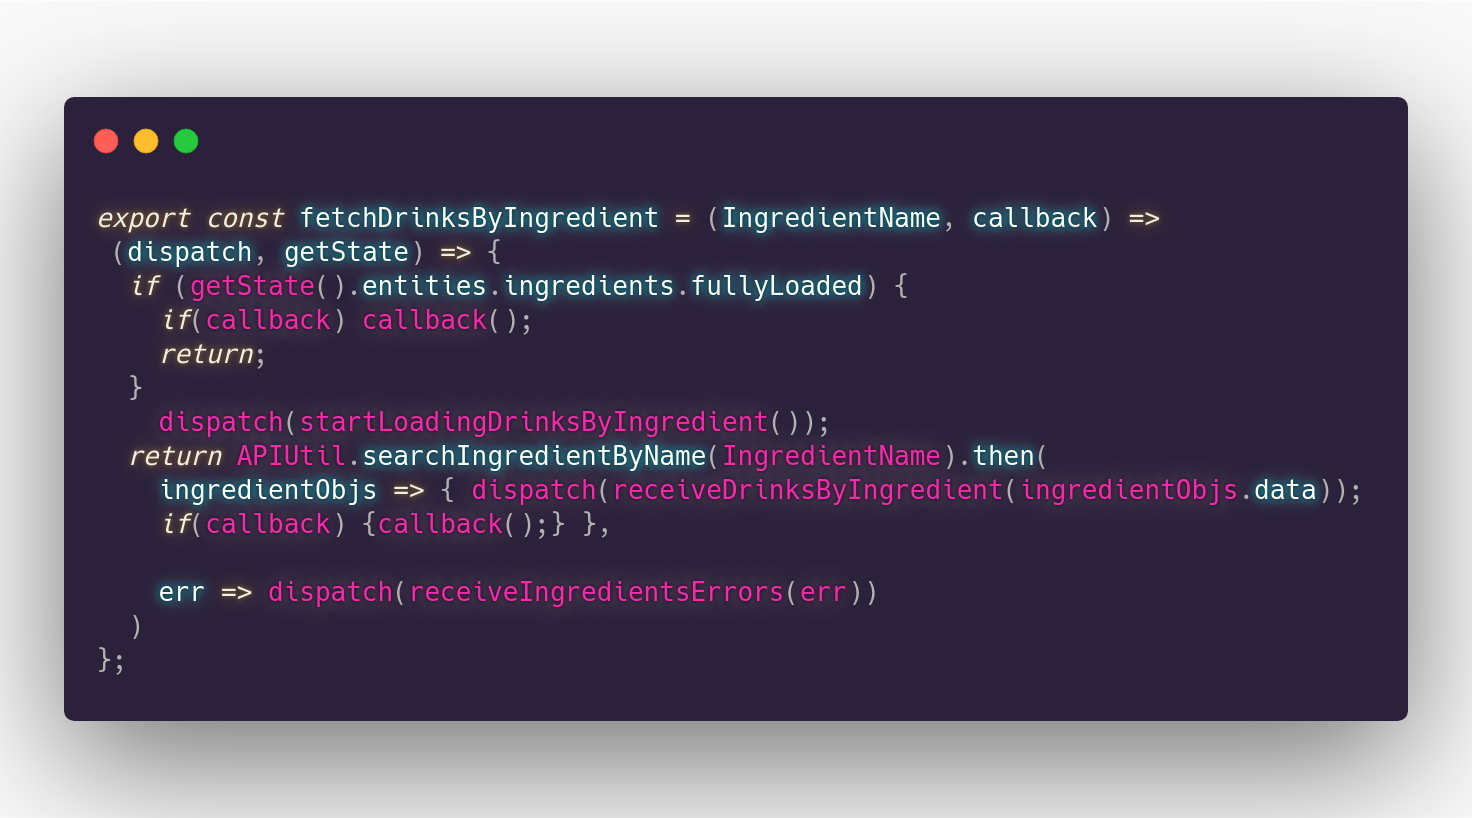 export const fetchDrinksByIngredient = (IngredientName, callback) =>
 (dispatch, getState) => {
  if (getState().entities.ingredients.fullyLoaded) {
    if(callback) callback();
    return;
  }
    dispatch(startLoadingDrinksByIngredient());
  return APIUtil.searchIngredientByName(IngredientName).then(
    ingredientObjs => { dispatch(receiveDrinksByIngredient(ingredientObjs.data));
    if(callback) {callback();} },

    err => dispatch(receiveIngredientsErrors(err))
  )
};